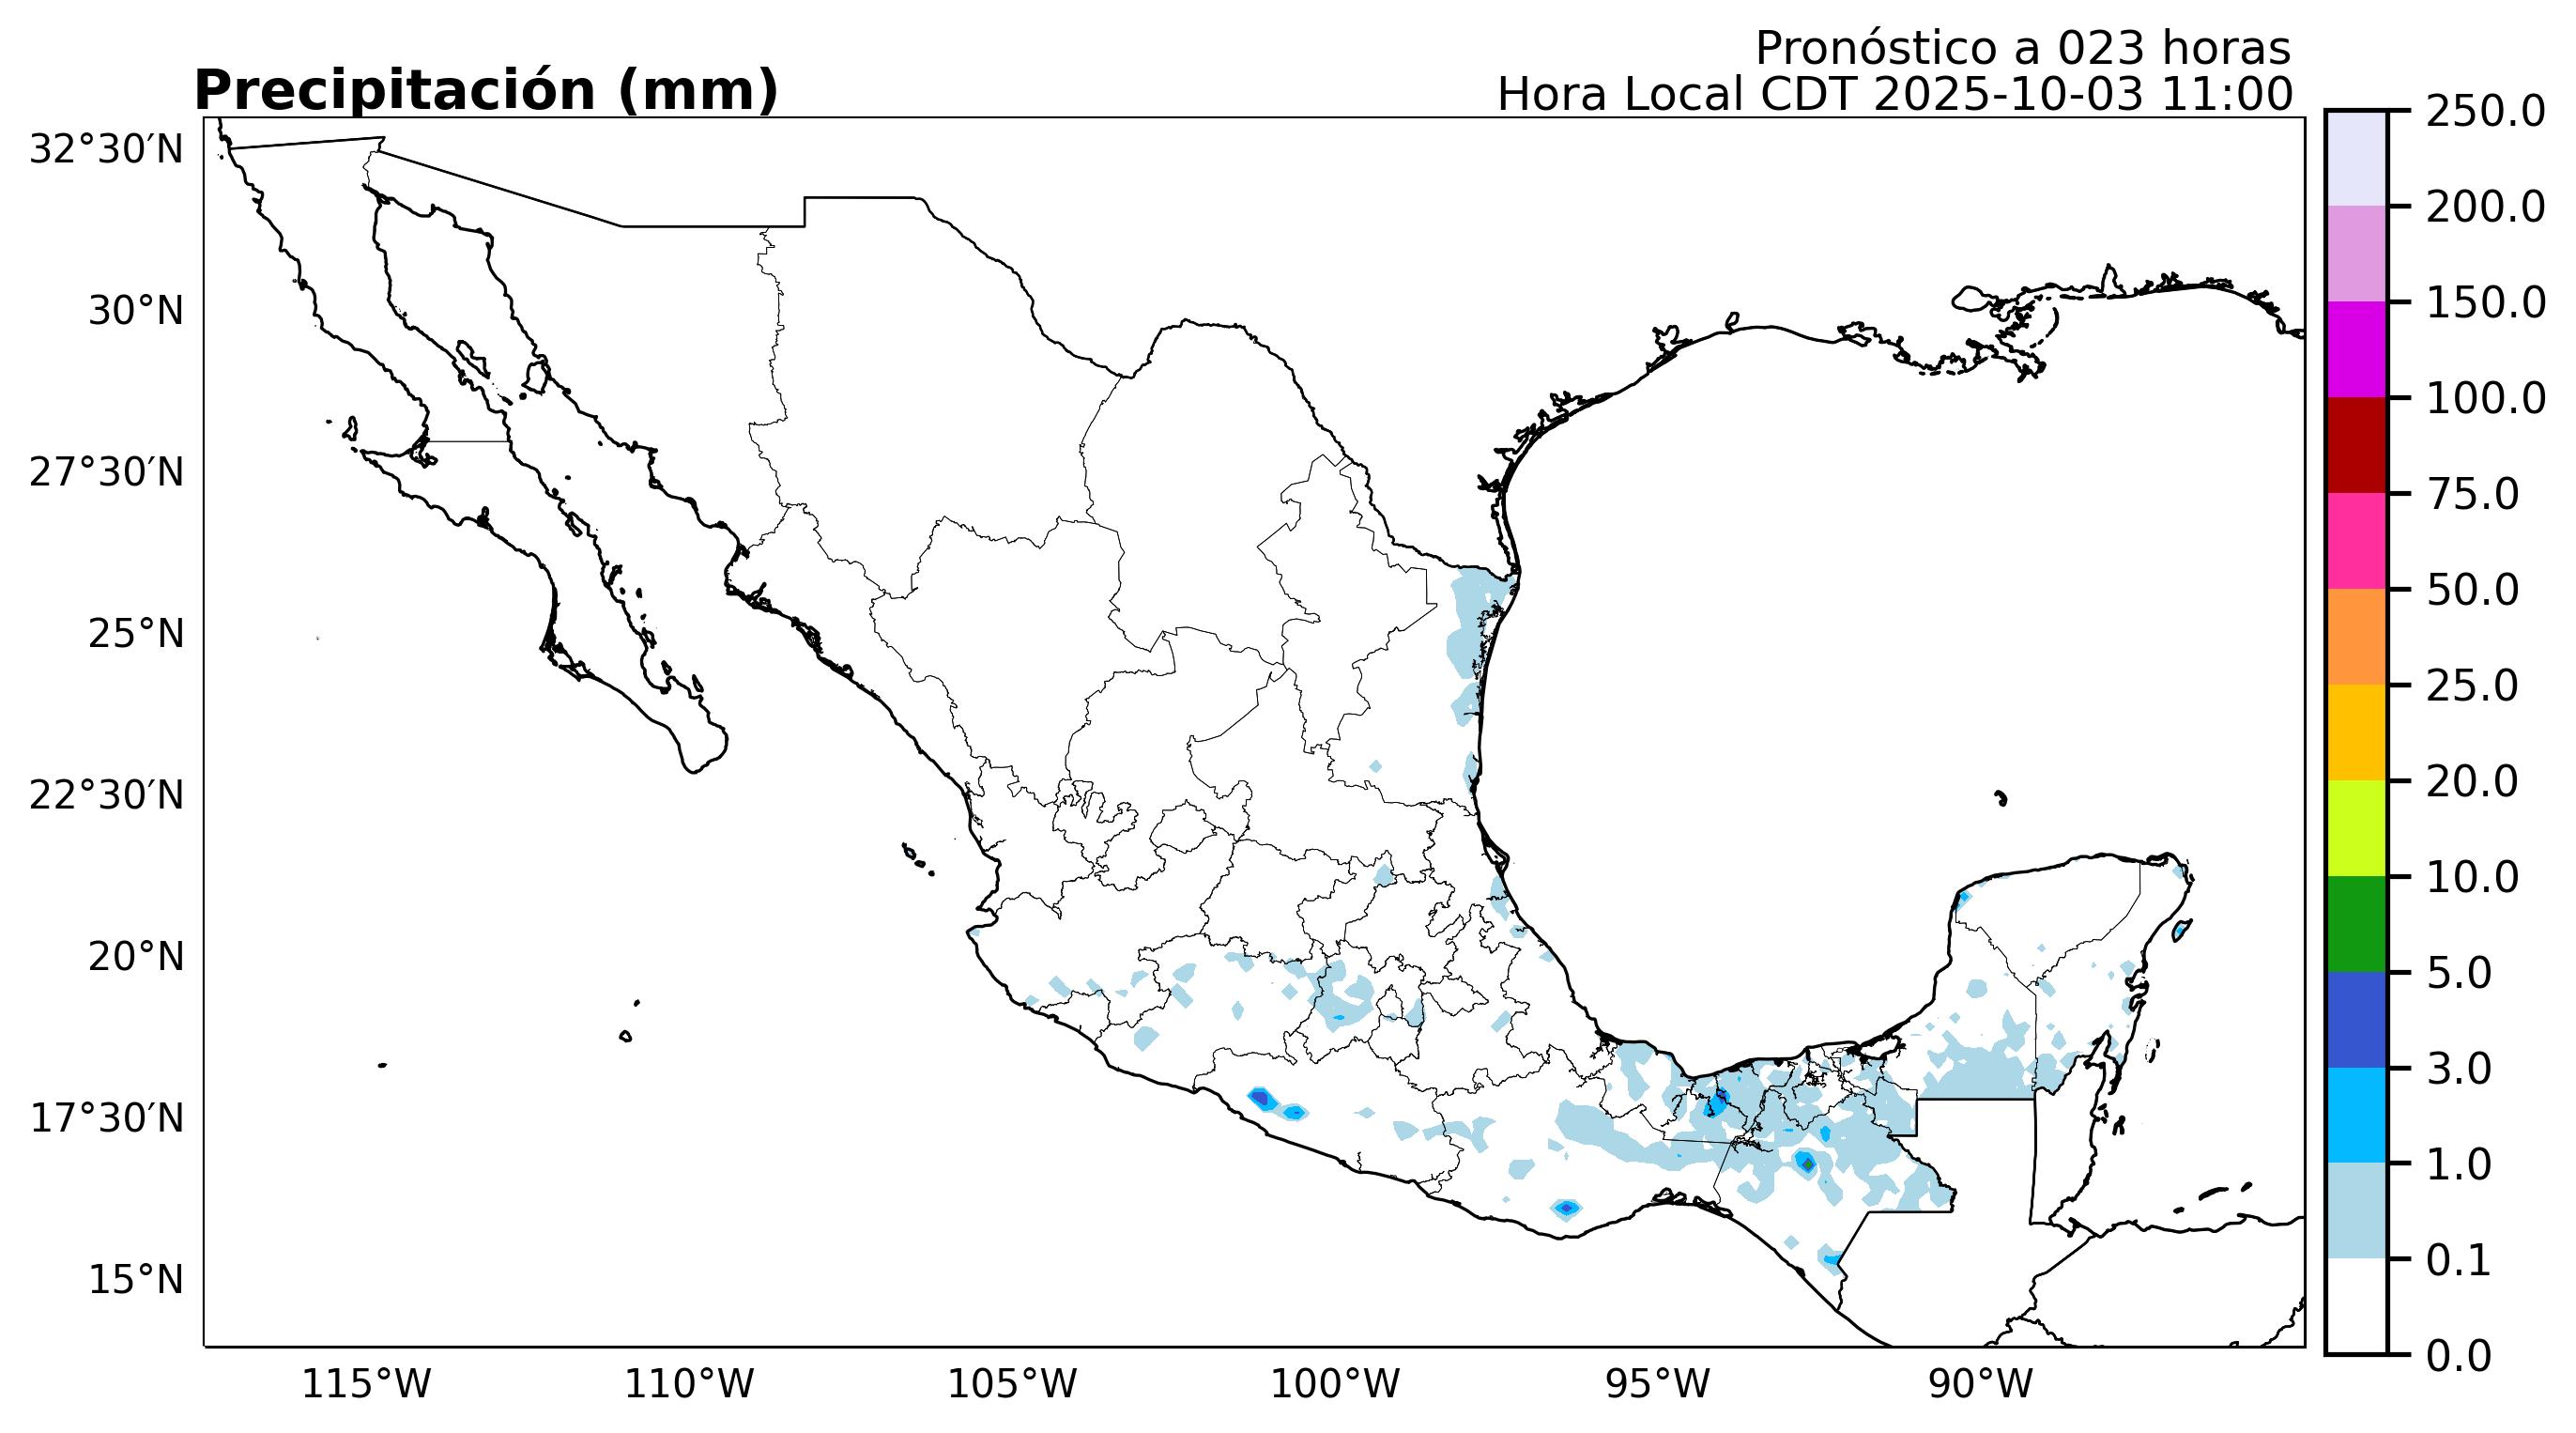 Pronóstico a 023 horas
Precipitación (mm)
Hora Local CDT 2025-10-03 11:00
32°30′N
30°N
27°30′N
25°N
22°30′N
20°N
17°30′N
15°N
115°W
110°W
105°W
100°W
95°W
90°W
250.0
200.0
150.0
100.0
75.0
50.0
25.0
20.0
10.0
5.0
3.0
1.0
0.1
0.0